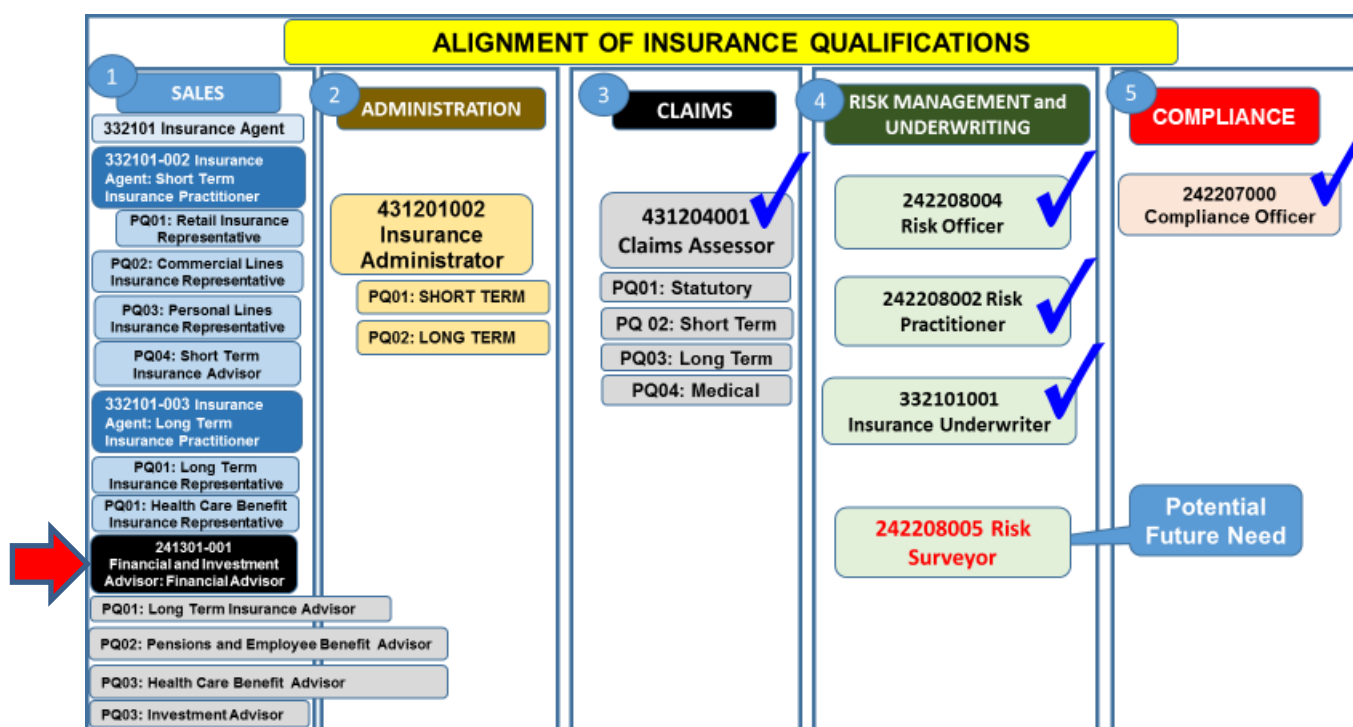 ALIGNMENT OF INSURANCE QUALIFICATIONS
1
SALES
332101 Insurance Agent
332101-002 Insurance
Agent: Short Term
Insurance Practitioner
PQ01: Retail Insurance
Representative
PQ02: Commercial Lines
Insurance Representative
PQ03: Personal Lines
Insurance Representative
PQ04: Short Term
Insurance Advisor
332101-003 Insurance
Agent: Long Term
Insurance Practitioner
PQ01: Long Term
Insurance Representative
PQ01: Health Care Benefit
Insurance Representative
241301-001
Financial and Investment
Advisor: Financial Advisor
PQ01: Long Term Insurance Advisor
PQ02: Pensions and Employee Benefit Advisor
PQ03: Health Care Benefit Advisor
PQ03: Investment Advisor
2
ADMINISTRATION
431201002
Insurance
Administrator
PQ01: SHORT TERM
PQ02: LONG TERM
3
CLAIMS
431204001
Claims Assessor
PQ01: Statutory
PQ 02: Short Term
PQ03: Long Term
PQ04: Medical
4
RISK MANAGEMENT and
UNDERWRITING
242208004
Risk Officer
242208002 Risk
Practitioner
332101001
Insurance Underwriter
242208005 Risk
Surveyor
5
COMPLIANCE
242207000
Compliance Officer
Potential
Future Need